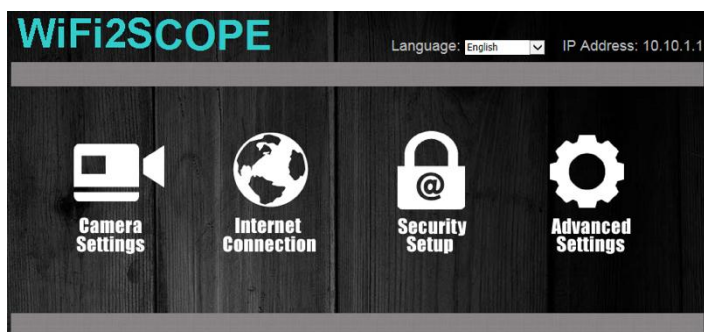 WiFi2SCOPE
Language: English IP Address: 10.10.1.1
@
Camera Settings
Internet Connection
Security Setup
Advanced Settings